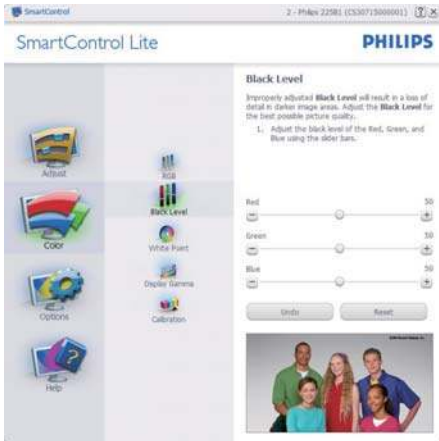 SmartControl
2 - Philips 225B1 (CS30715000001)
SmartControl Lite
PHILIPS
Adjust
Color
Options
Help
RGB
Black Level
White Point
Display Gamma
Calibration
Black Level
Improperly adjusted Black Level will result in a loss of
detail in darker image areas. Adjust the Black Level for
the best possible picture quality.
1. Adjust the black level of the Red, Green, and
Blue using the slider bars.
Red 50
Green 50
Blue 50
Undo Reset